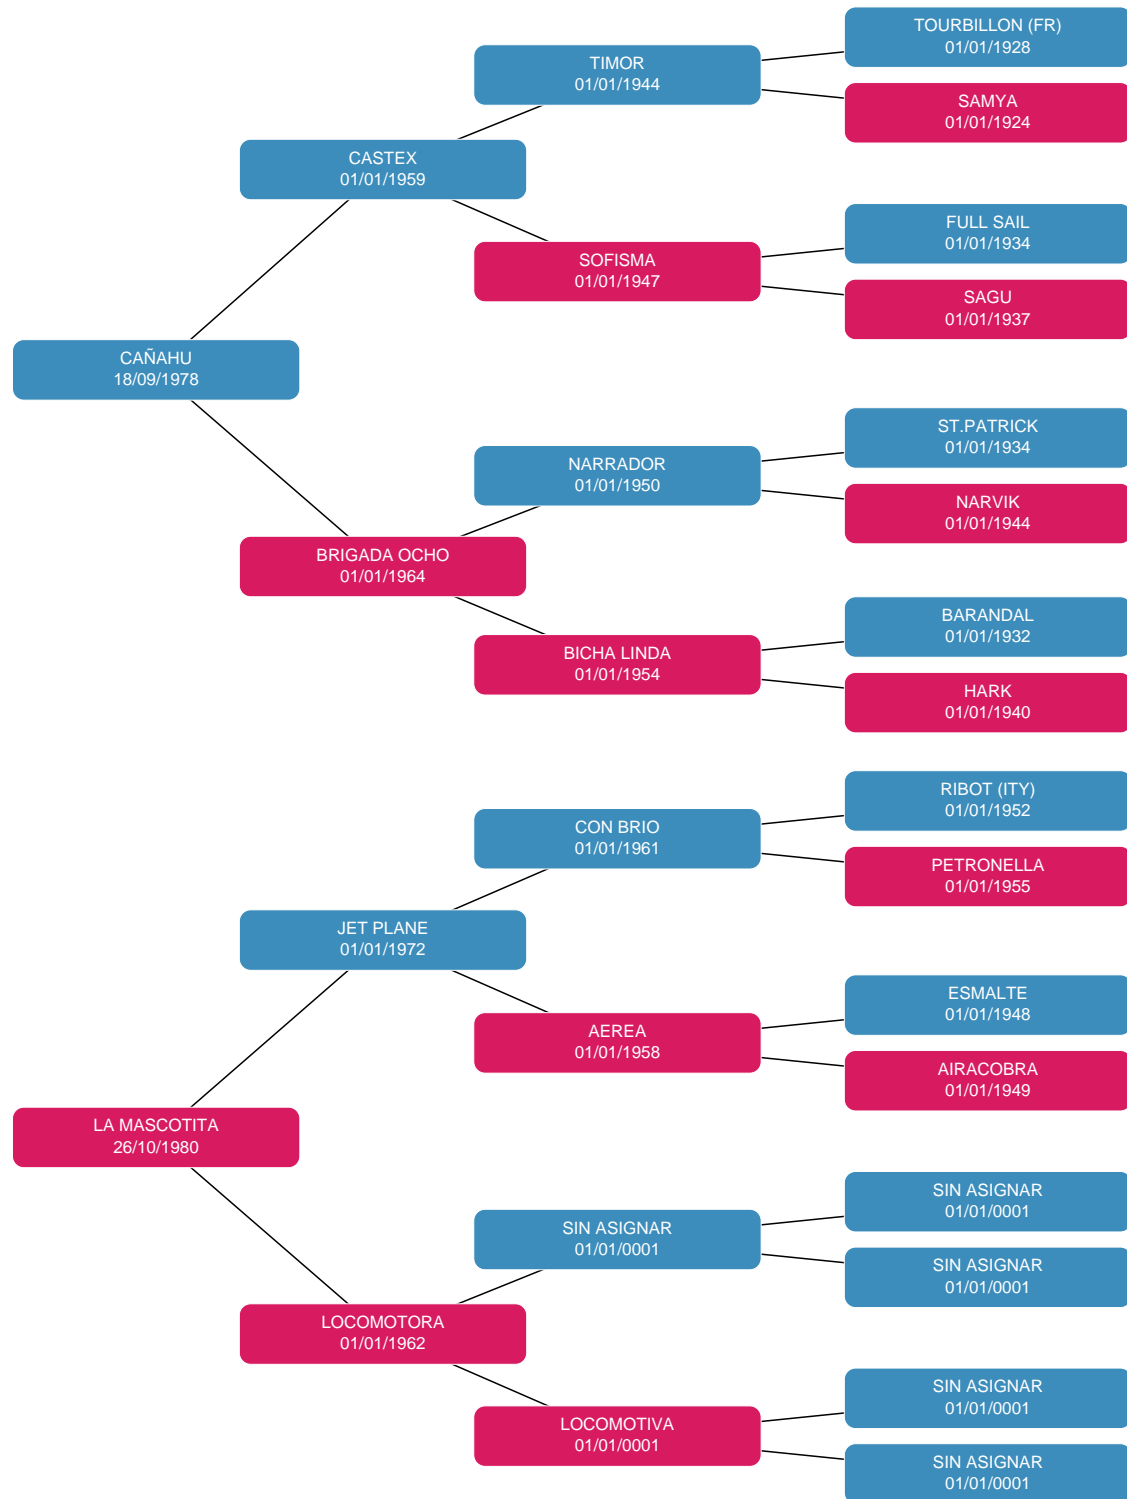 TOURBILLON (FR)
01/01/1928
TIMOR
01/01/1944
SAMYA
01/01/1924
CASTEX
01/01/1959
FULL SAIL
01/01/1934
SOFISMA
01/01/1947
SAGU
01/01/1937
CAÑAHU
18/09/1978
ST.PATRICK
01/01/1934
NARRADOR
01/01/1950
NARVIK
01/01/1944
BRIGADA OCHO
01/01/1964
BARANDAL
01/01/1932
BICHA LINDA
01/01/1954
HARK
01/01/1940
RIBOT (ITY)
01/01/1952
CON BRIO
01/01/1961
PETRONELLA
01/01/1955
JET PLANE
01/01/1972
ESMALTE
01/01/1948
AEREA
01/01/1958
AIRACOBRA
01/01/1949
LA MASCOTITA
26/10/1980
SIN ASIGNAR
01/01/0001
SIN ASIGNAR
01/01/0001
SIN ASIGNAR
01/01/0001
LOCOMOTORA
01/01/1962
SIN ASIGNAR
01/01/0001
LOCOMOTIVA
01/01/0001
SIN ASIGNAR
01/01/0001